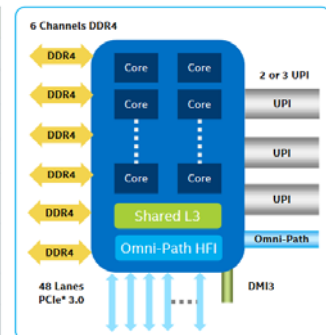 6 Channels DDR4
DDR4
Core
Core
2 or 3 UPI
DDR4
Core
Core
UPI
DDR4
UPI
DDR4
Core
Core
UPI
DDR4
Shared L3
DDR4
Omni-Path HFI
Omni-Path
48 Lanes
PCIe* 3.0
DMI3